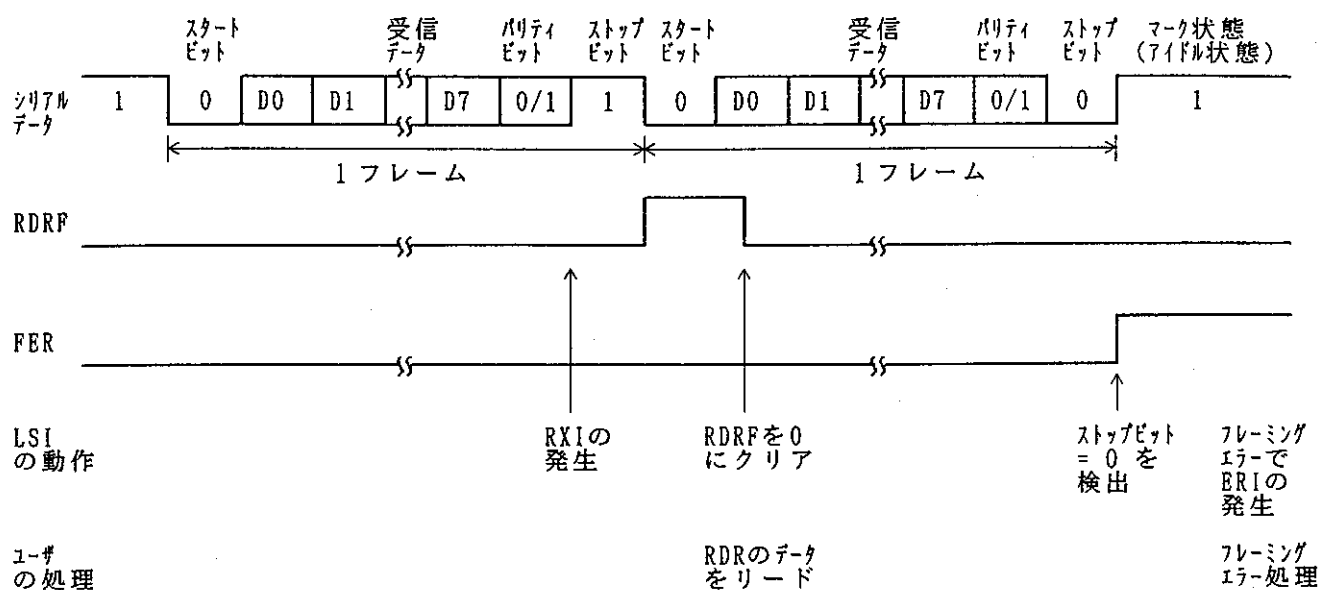 スタート
ビット
受信
データ
パリティ
ビット
ストップ
ビット
スタート
ビット
受信
データ
パリティ
ビット
ストップ
ビット
マーク状態
(アイドル状態)
シリアル
データ
1 0 D0 D1 D7 0/1 1 0 D0 D1 D7 0/1 0 1
1フレーム
1フレーム
RDRF
FER
LSI
の動作
RXIの
発生
RDRFを0
にクリア
ストップビット
= 0 を
検出
フレーミング
エラーで
ERIの
発生
ユーザ
の処理
RDRのデータ
をリード
フレーミング
エラー処理